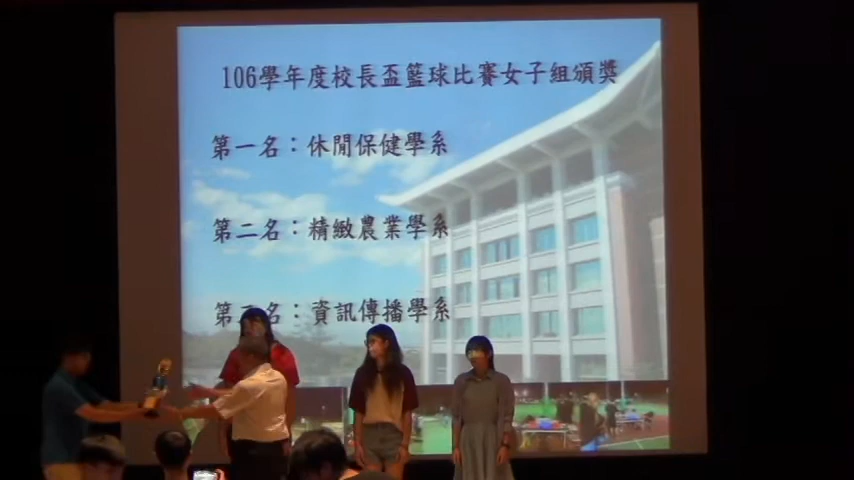 106學年度校長盃籃球比賽女子組頒獎
第一名：休閒保健學系
第二名：精緻農業學系
第三名：資訊傳播學系